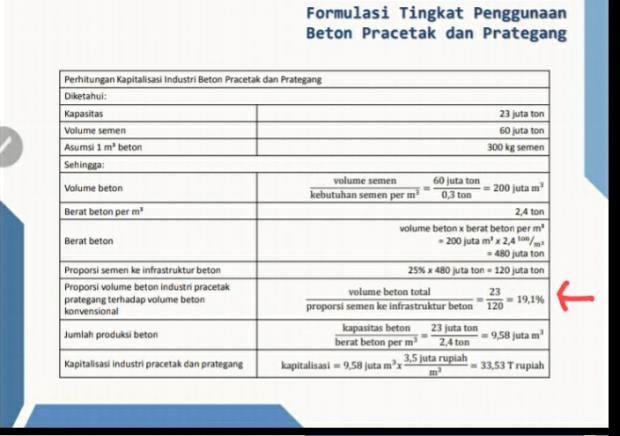 Formulasi Tingkat Penggunaan
Beton Pracetak dan Prategang
Perhitungan Kapitalisasi Industri Beton Pracetak dan Prategang
Diketahui:
Kapasitas 23 juta ton
Volume semen 60 juta ton
Asumsi 1 m³ beton 300 kg semen
Sehingga:
Volume beton volume semen / kebutuhan semen per m³ = 60 juta ton / 0,3 ton = 200 juta m³
Berat beton per m³ 2,4 ton
Berat beton volume beton x berat beton per m³
= 200 juta m³ x 2,4 ton/m³
= 480 juta ton
Proporsi semen ke infrastruktur beton 25% x 480 juta ton = 120 juta ton
Proporsi volume beton industri pracetak
prategang terhadap volume beton
konvensional
volume beton total / proporsi semen ke infrastruktur beton = 23 / 120 = 19,1%
Jumlah produksi beton kapasitas beton / berat beton per m³ = 23 juta ton / 2,4 ton = 9,58 juta m³
Kapitalisasi industri pracetak dan prategang kapitalisasi = 9,58 juta m³ x 3,5 juta rupiah / m³ = 33,53 T rupiah